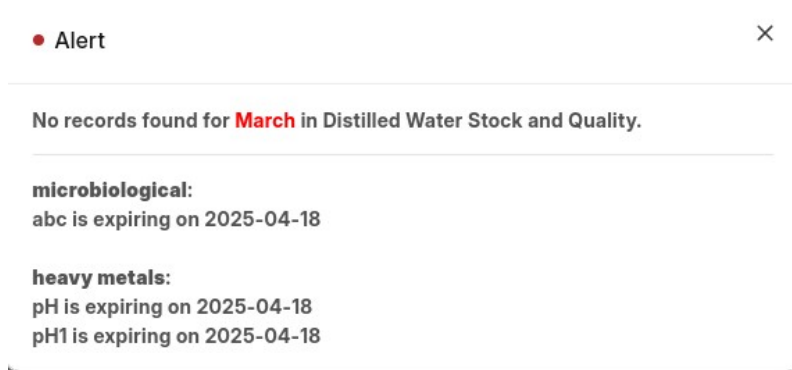 Alert
No records found for March in Distilled Water Stock and Quality.
microbiological:
abc is expiring on 2025-04-18
heavy metals:
pH is expiring on 2025-04-18
pH1 is expiring on 2025-04-18